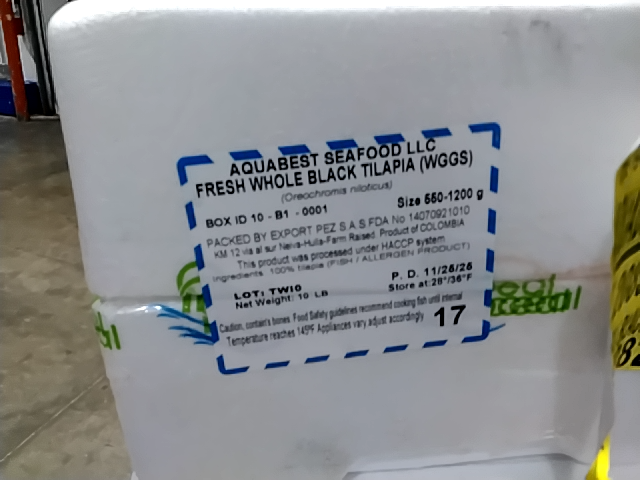 AQUABEST SEAFOOD LLC
FRESH WHOLE BLACK TILAPIA (WGGS)
(Oreochromis niloticus)
BOX ID 10 - B1 - 0001 Size 550-1200 g
PACKED BY EXPORT PEZ S.A.S FDA No 14070921010
KM 12 via al sur Neiva-Huila-Farm Raised. Product of COLOMBIA
This product was processed under HACCP system
Ingredients: 100% tilapia (FISH / ALLERGEN PRODUCT)
LOT: TW10 P. D. 11/25/25
Net Weight: 10 LB Store at: 28°/36°F
Caution, contain's bones. Food Safety guidelines recommend cooking fish until internal
Temperature reaches 145°F Appliances vary adjust accordingly 17
82